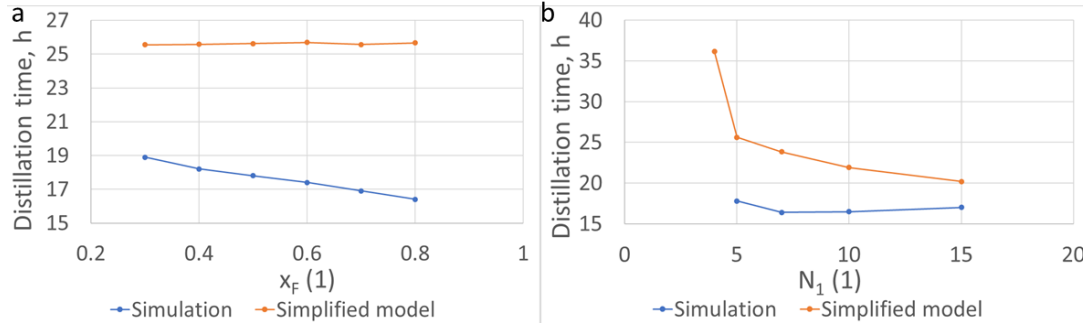 a
Distillation time, h
27
25
23
21
19
17
15
0.2
0.4
0.6
0.8
1
x_F (1)
Simulation
Simplified model
b
Distillation time, h
40
35
30
25
20
15
0
5
10
15
20
N_1 (1)
Simulation
Simplified model